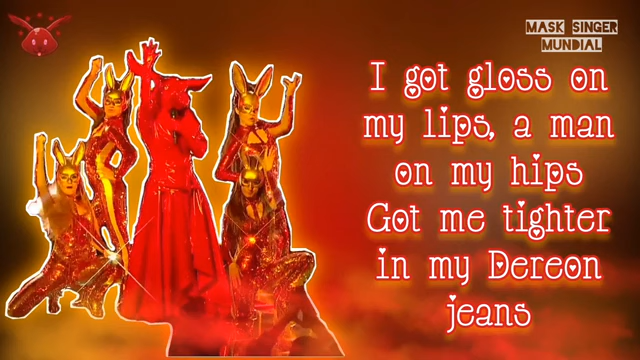 MASK SINGER
MUNDIAL
I got gloss on
my lips, a man
on my hips
Got me tighter
in my Dereon
jeans